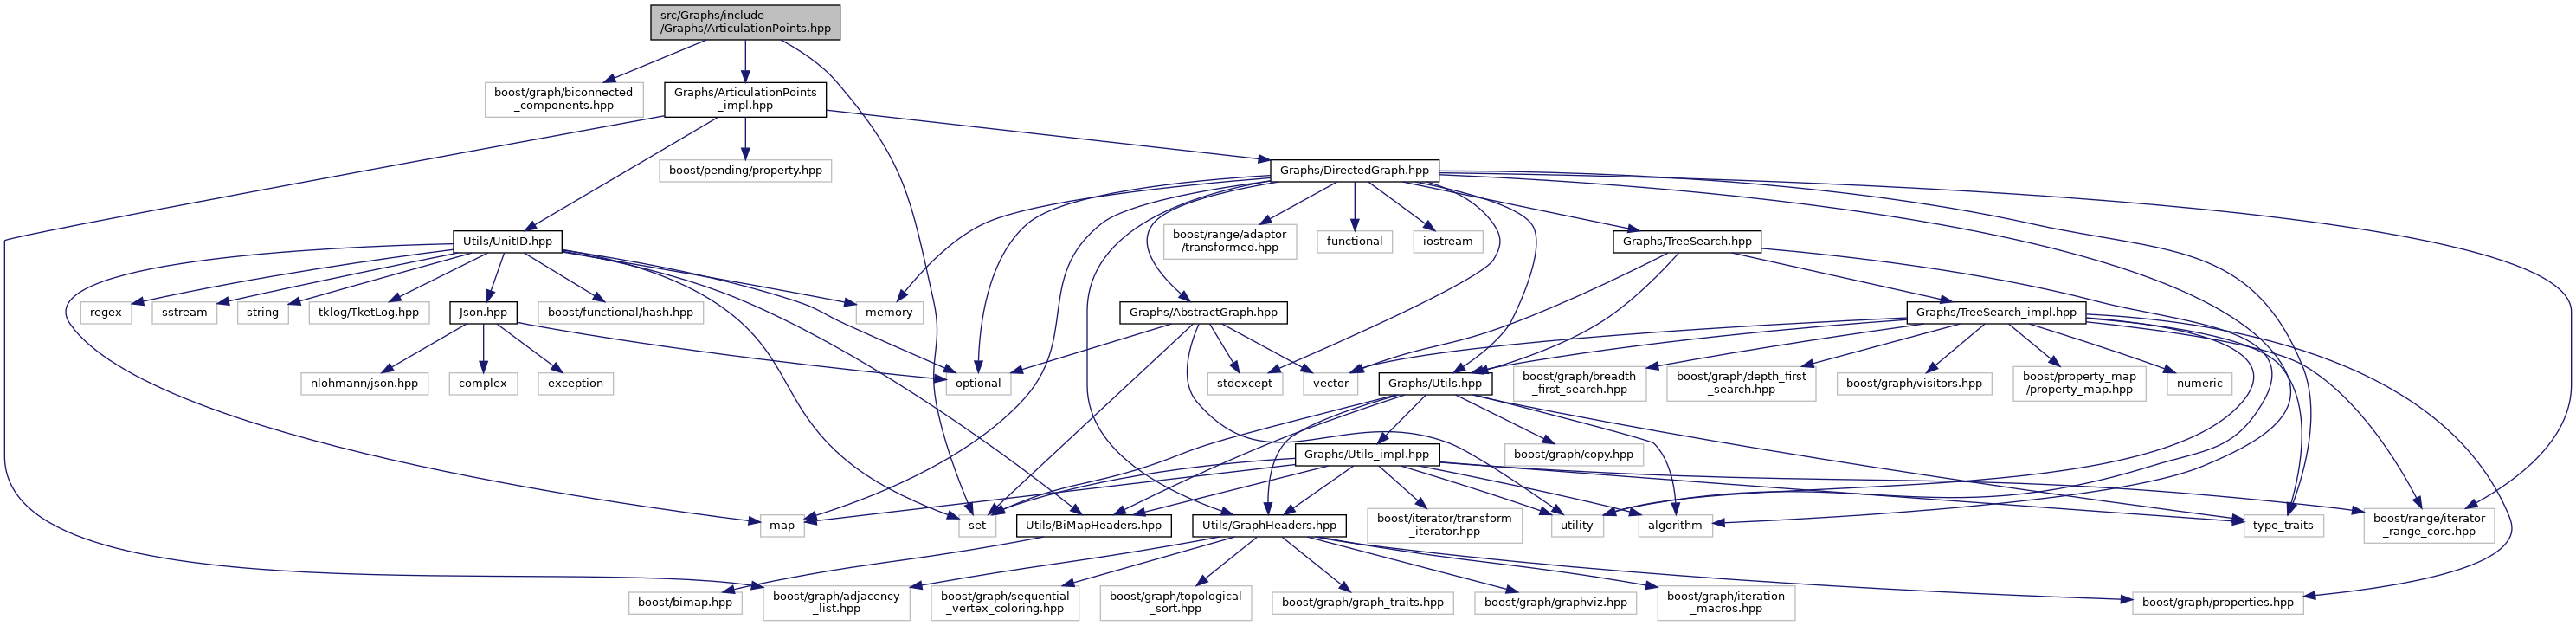 src/Graphs/include
/Graphs/ArticulationPoints.hpp
boost/graph/biconnected
_components.hpp
Graphs/ArticulationPoints
_impl.hpp
boost/pending/property.hpp
Graphs/DirectedGraph.hpp
Utils/UnitID.hpp
boost/range/adaptor
/transformed.hpp
functional
iostream
Graphs/TreeSearch.hpp
regex
sstream
string
tklog/TketLog.hpp
Json.hpp
boost/functional/hash.hpp
memory
Graphs/AbstractGraph.hpp
Graphs/TreeSearch_impl.hpp
nlohmann/json.hpp
complex
exception
optional
stdexcept
vector
Graphs/Utils.hpp
boost/graph/breadth
_first_search.hpp
boost/graph/depth_first
_search.hpp
boost/graph/visitors.hpp
boost/property_map
/property_map.hpp
numeric
Graphs/Utils_impl.hpp
boost/graph/copy.hpp
map
set
Utils/BiMapHeaders.hpp
Utils/GraphHeaders.hpp
boost/iterator/transform
_iterator.hpp
utility
algorithm
type_traits
boost/range/iterator
_range_core.hpp
boost/bimap.hpp
boost/graph/adjacency
_list.hpp
boost/graph/sequential
_vertex_coloring.hpp
boost/graph/topological
_sort.hpp
boost/graph/graph_traits.hpp
boost/graph/graphviz.hpp
boost/graph/iteration
_macros.hpp
boost/graph/properties.hpp